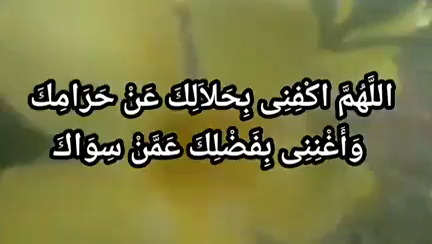 اللَّهُمَّ اكْفِنِى بِحَلاَلِكَ عَنْ حَرَامِكَ
وَأَغْنِنِى بِفَضْلِكَ عَمَّنْ سِوَاكَ